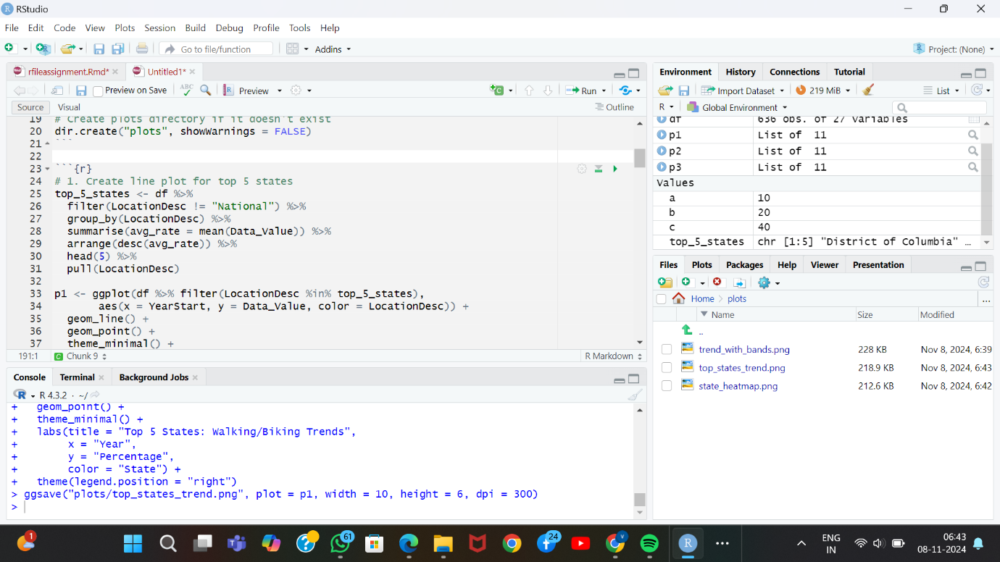 RStudio
File Edit Code View Plots Session Build Debug Profile Tools Help
Go to file/function Addins Project: (None)
rfileassignment.Rmd* Untitled1*
Preview on Save ABC Preview Run
Source Visual Outline
19 # Create plots directory if it doesn't exist
20 dir.create("plots", showWarnings = FALSE)
21 ```
22
23 ```{r}
24 # 1. Create line plot for top 5 states
25 top_5_states <- df %>%
26 filter(LocationDesc != "National") %>%
27 group_by(LocationDesc) %>%
28 summarise(avg_rate = mean(Data_Value)) %>%
29 arrange(desc(avg_rate)) %>%
30 head(5) %>%
31 pull(LocationDesc)
32
33 p1 <- ggplot(df %>% filter(LocationDesc %in% top_5_states),
34 aes(x = YearStart, y = Data_Value, color = LocationDesc)) +
35 geom_line() +
36 geom_point() +
37 theme_minimal() +
191:1 C Chunk 9 R Markdown
Console Terminal Background Jobs
R R 4.3.2 · ~/
+ geom_point() +
+ theme_minimal() +
+ labs(title = "Top 5 States: Walking/Biking Trends",
+ x = "Year",
+ y = "Percentage",
+ color = "State") +
+ theme(legend.position = "right")
> ggsave("plots/top_states_trend.png", plot = p1, width = 10, height = 6, dpi = 300)
>
Environment History Connections Tutorial
Import Dataset 219 MiB List
R Global Environment
df 636 obs. of 27 variables
p1 List of 11
p2 List of 11
p3 List of 11
Values
a 10
b 20
c 40
top_5_states chr [1:5] "District of Columbia" …
Files Plots Packages Help Viewer Presentation
Home plots ...
Name Size Modified
..
trend_with_bands.png 228 KB Nov 8, 2024, 6:39
top_states_trend.png 218.9 KB Nov 8, 2024, 6:43
state_heatmap.png 212.6 KB Nov 8, 2024, 6:42
1 61 24 V R ENG IN 06:43
08-11-2024